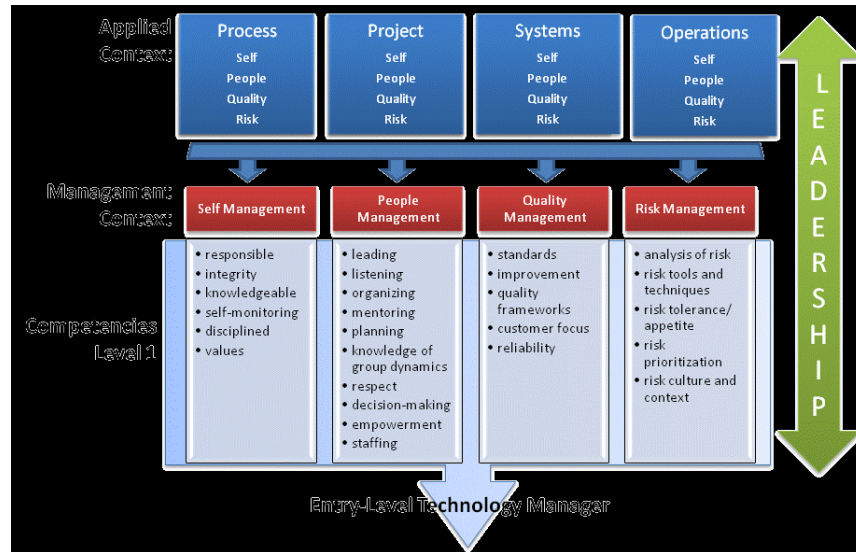 Applied
Context
Process
Self
People
Quality
Risk
Project
Self
People
Quality
Risk
Systems
Self
People
Quality
Risk
Operations
Self
People
Quality
Risk
Management
Context
Self Management
People
Management
Quality
Management
Risk Management
Competencies
Level 1
• responsible
• integrity
• knowledgeable
• self-monitoring
• disciplined
• values
• leading
• listening
• organizing
• mentoring
• planning
• knowledge of
group dynamics
• respect
• decision-making
• empowerment
• staffing
• standards
• improvement
• quality
frameworks
• customer focus
• reliability
• analysis of risk
• risk tools and
techniques
• risk tolerance/
appetite
• risk
prioritization
• risk culture and
context
LEADERSHIP
Entry-Level Technology Manager